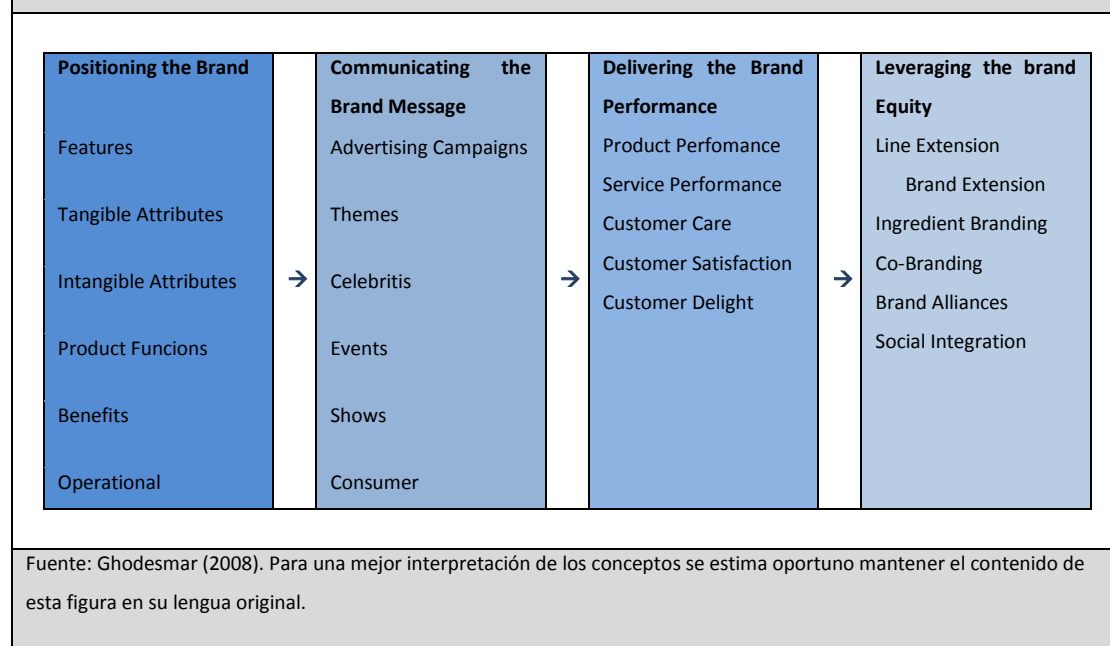 Positioning the Brand
Features
Tangible Attributes
Intangible Attributes
Product Funcions
Benefits
Operational
→
Communicating the
Brand Message
Advertising Campaigns
Themes
Celebritis
Events
Shows
Consumer
→
Delivering the Brand
Performance
Product Perfomance
Service Performance
Customer Care
Customer Satisfaction
Customer Delight
→
Leveraging the brand
Equity
Line Extension
Brand Extension
Ingredient Branding
Co-Branding
Brand Alliances
Social Integration
Fuente: Ghodesmar (2008). Para una mejor interpretación de los conceptos se estima oportuno mantener el contenido de
esta figura en su lengua original.